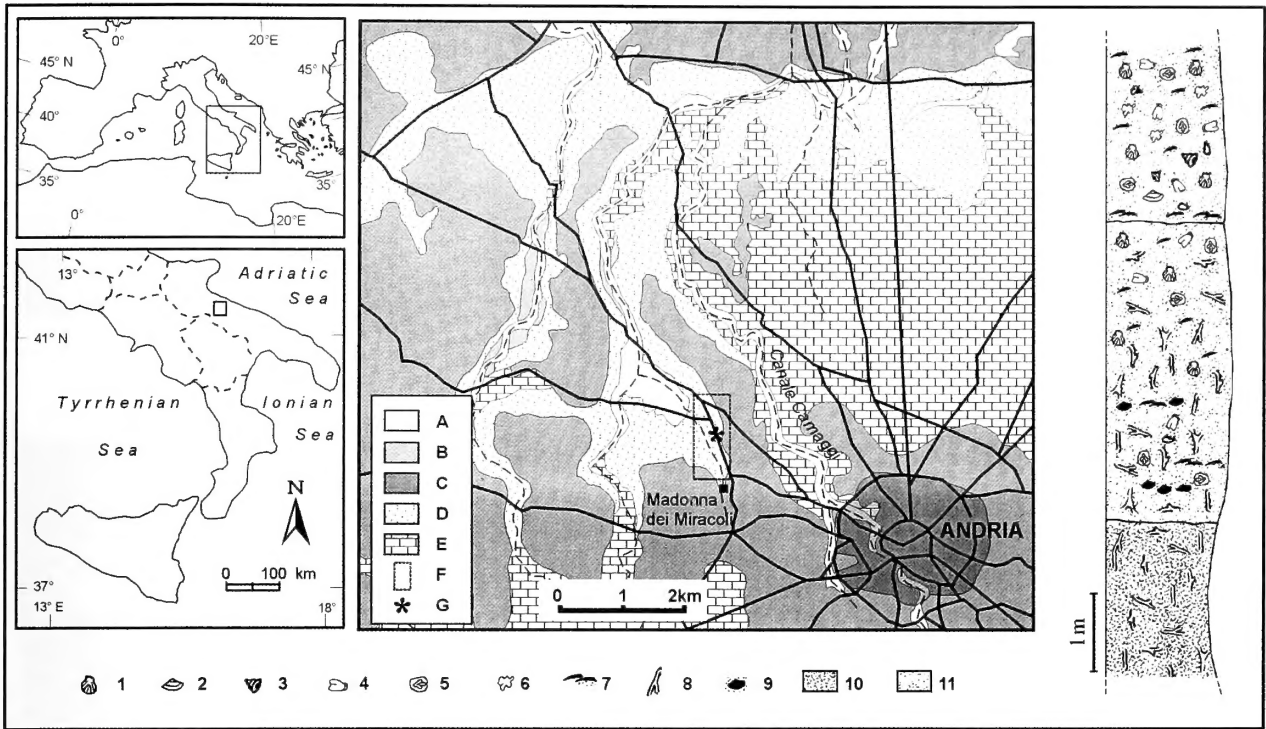 0° 20°E
45° N 45° N
40° 40°
35° 35°
0° 20°E
13° Adriatic
Sea
41° N
Tyrrhenian Ionian
Sea Sea
N
0 100 km
37°
13° E 18°
Canale Camaggi
A
B
C
D
E
F
G
Madonna
dei Miracoli
ANDRIA
0 1 2km
1 m
1 2 3 4 5 6 7 8 9 10 11